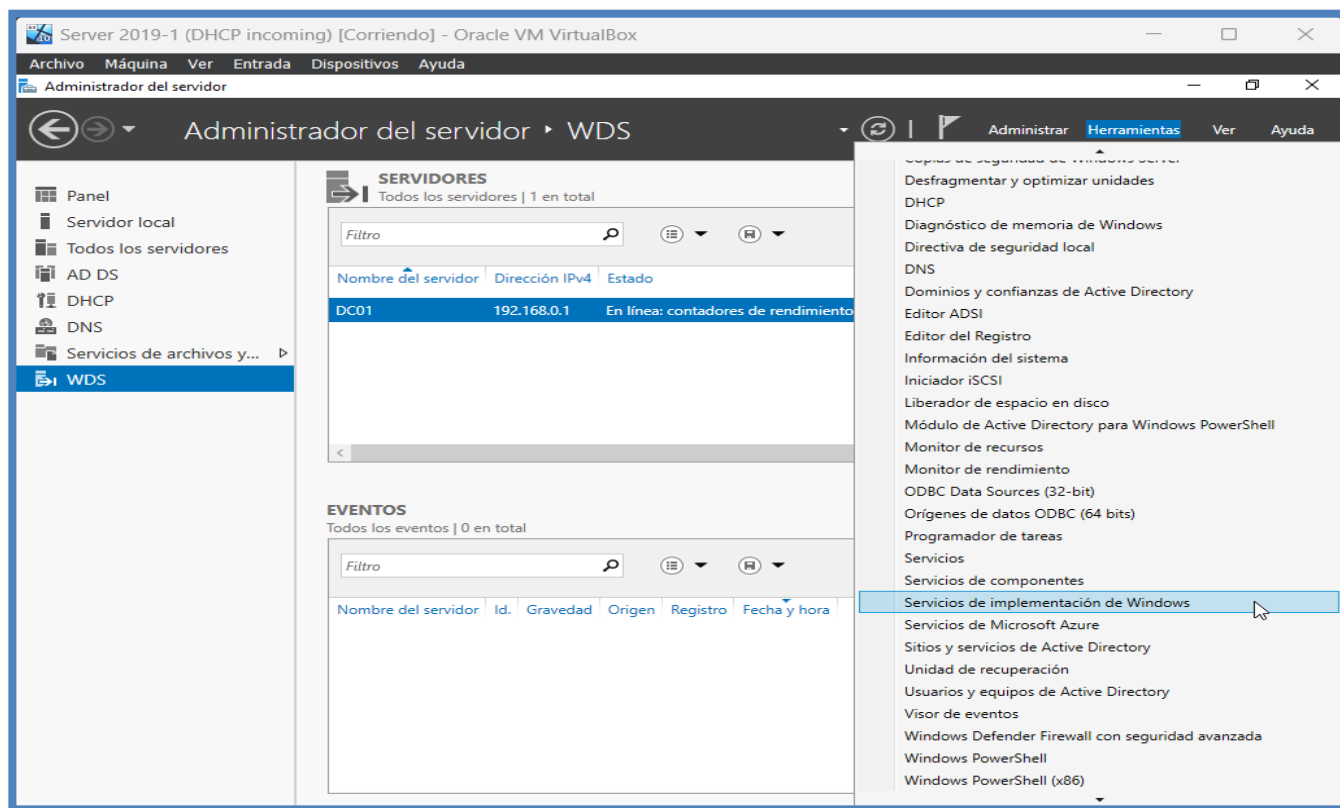 Server 2019-1 (DHCP incoming) [Corriendo] - Oracle VM VirtualBox
Archivo Máquina Ver Entrada Dispositivos Ayuda
Administrador del servidor
Administrador del servidor ‣ WDS
Administrar Herramientas Ver Ayuda
Panel
Servidor local
Todos los servidores
AD DS
DHCP
DNS
Servicios de archivos y...
WDS
SERVIDORES
Todos los servidores | 1 en total
Filtro
Nombre del servidor Dirección IPv4 Estado
DC01 192.168.0.1 En línea: contadores de rendimiento
EVENTOS
Todos los eventos | 0 en total
Filtro
Nombre del servidor Id. Gravedad Origen Registro Fecha y hora
Copias de seguridad de Windows Server
Desfragmentar y optimizar unidades
DHCP
Diagnóstico de memoria de Windows
Directiva de seguridad local
DNS
Dominios y confianzas de Active Directory
Editor ADSI
Editor del Registro
Información del sistema
Iniciador iSCSI
Liberador de espacio en disco
Módulo de Active Directory para Windows PowerShell
Monitor de recursos
Monitor de rendimiento
ODBC Data Sources (32-bit)
Orígenes de datos ODBC (64 bits)
Programador de tareas
Servicios
Servicios de componentes
Servicios de implementación de Windows
Servicios de Microsoft Azure
Sitios y servicios de Active Directory
Unidad de recuperación
Usuarios y equipos de Active Directory
Visor de eventos
Windows Defender Firewall con seguridad avanzada
Windows PowerShell
Windows PowerShell (x86)